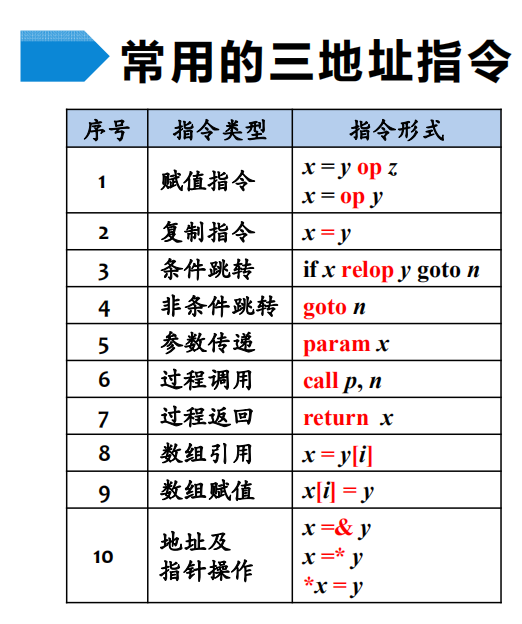 常用的三地址指令
序号 指令类型 指令形式
1 赋值指令 x = y op z
x = op y
2 复制指令 x = y
3 条件跳转 if x relop y goto n
4 非条件跳转 goto n
5 参数传递 param x
6 过程调用 call p, n
7 过程返回 return x
8 数组引用 x = y[i]
9 数组赋值 x[i] = y
10 地址及
指针操作 x =& y
x =* y
*x = y